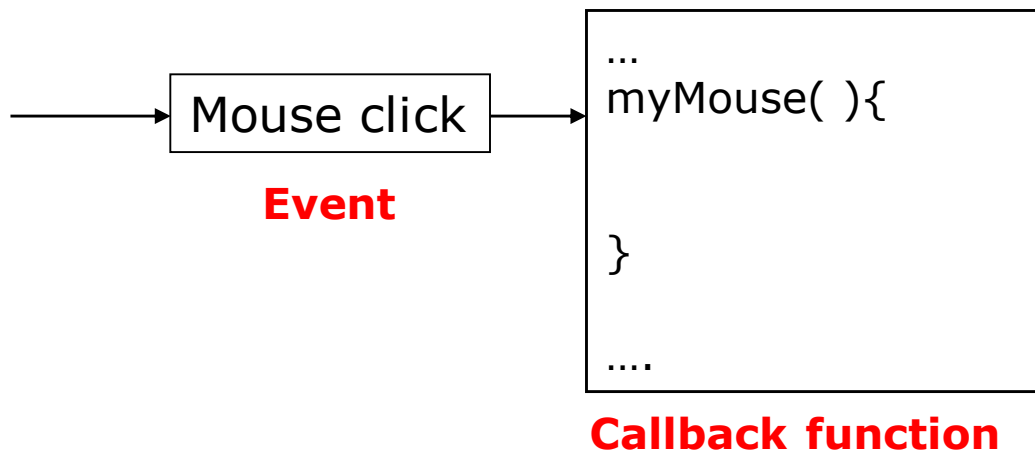 Mouse click
Event
…
myMouse( ){
}
….
Callback function